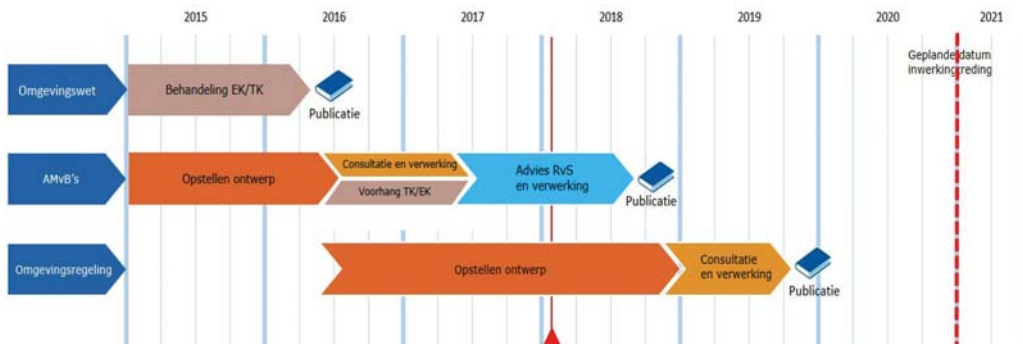 2015 2016 2017 2018 2019 2020 2021
Geplande datum
inwerkingtreding
Omgevingswet
Behandeling EK/TK
Publicatie
AMvB's
Opstellen ontwerp
Consultatie en verwerking
Voorhang TK/EK
Advies RvS
en verwerking
Publicatie
Omgevingsregeling
Opstellen ontwerp
Consultatie
en verwerking
Publicatie